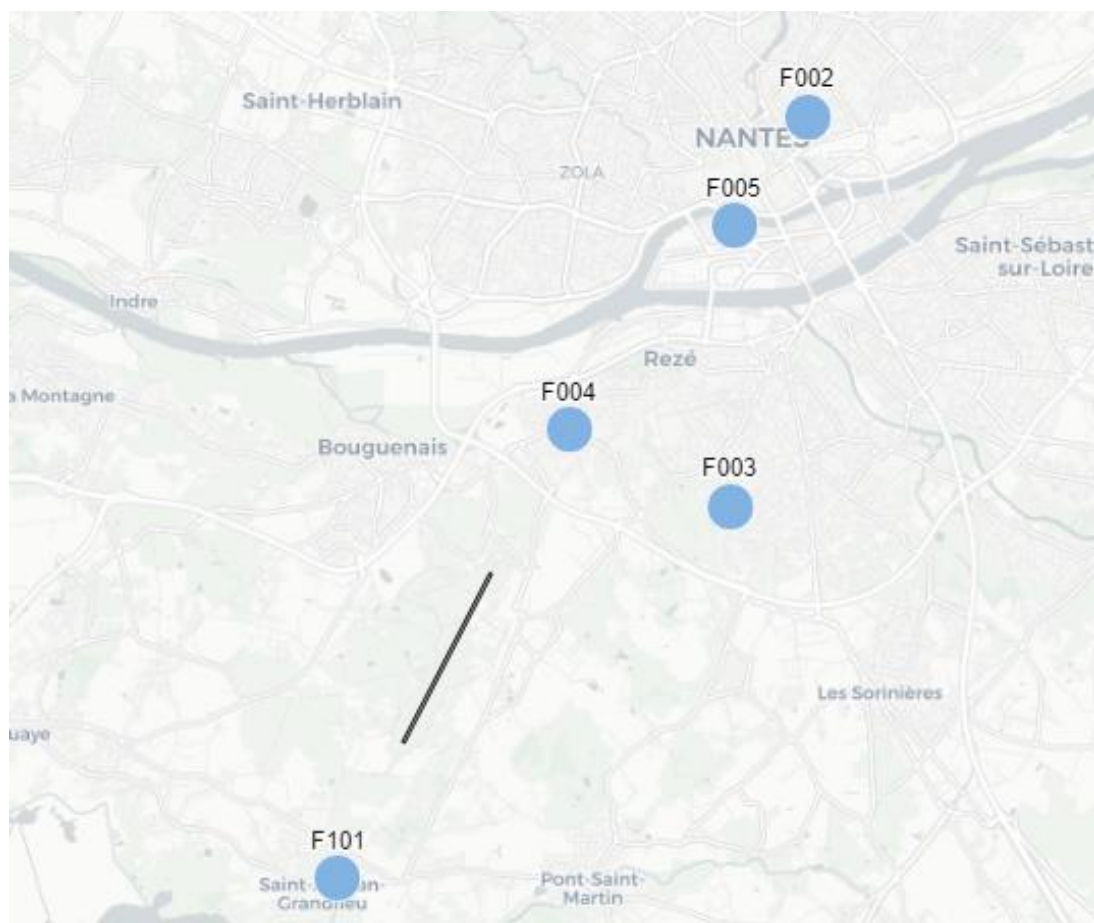 F002
Saint-Herblain
NANTES
ZOLA
F005
Saint-Sébast
sur-Loire
Indre
Rezé
F004
a Montagne
Bouguenais
F003
Les Sorinières
uaye
F101
Pont-Saint-
Martin